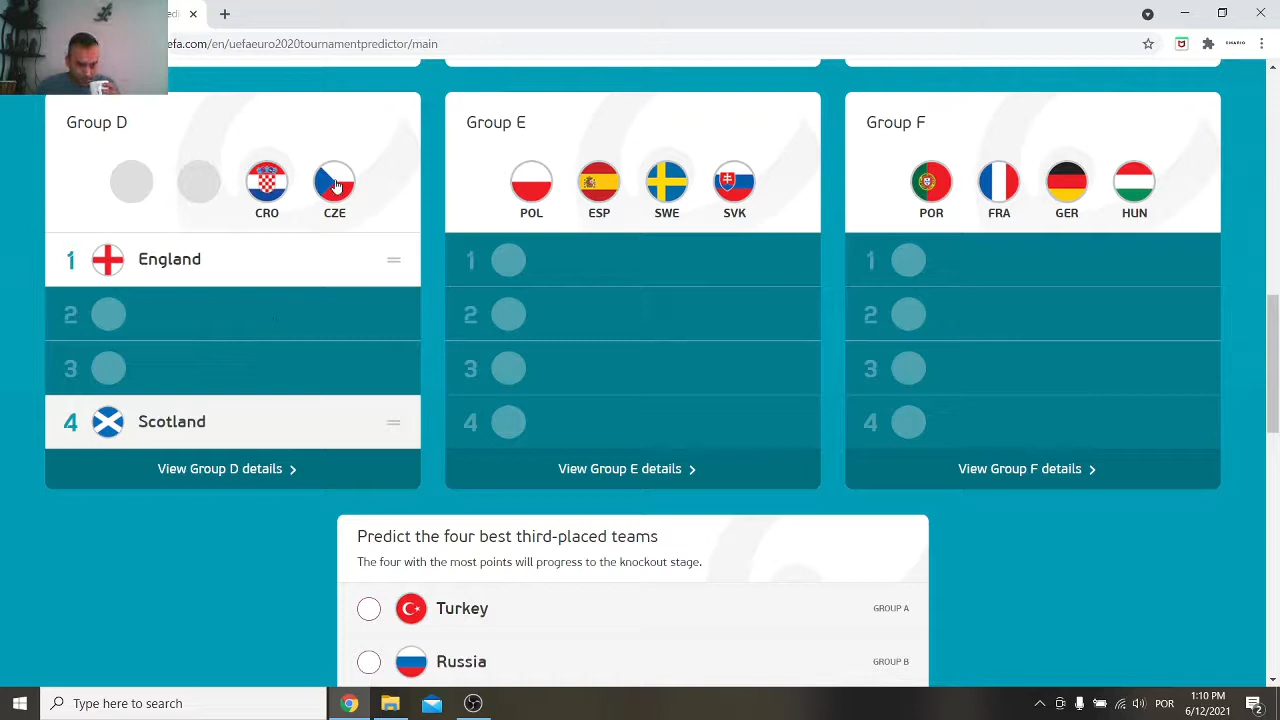 efa.com/en/uefaeuro2020tournamentpredictor/main
Group D
CRO CZE
1 England
2
3
4 Scotland
View Group D details
Group E
POL ESP SWE SVK
1
2
3
4
View Group E details
Group F
POR FRA GER HUN
1
2
3
4
View Group F details
Predict the four best third-placed teams
The four with the most points will progress to the knockout stage.
Turkey GROUP A
Russia GROUP B
Type here to search
POR
1:10 PM
6/12/2021
2